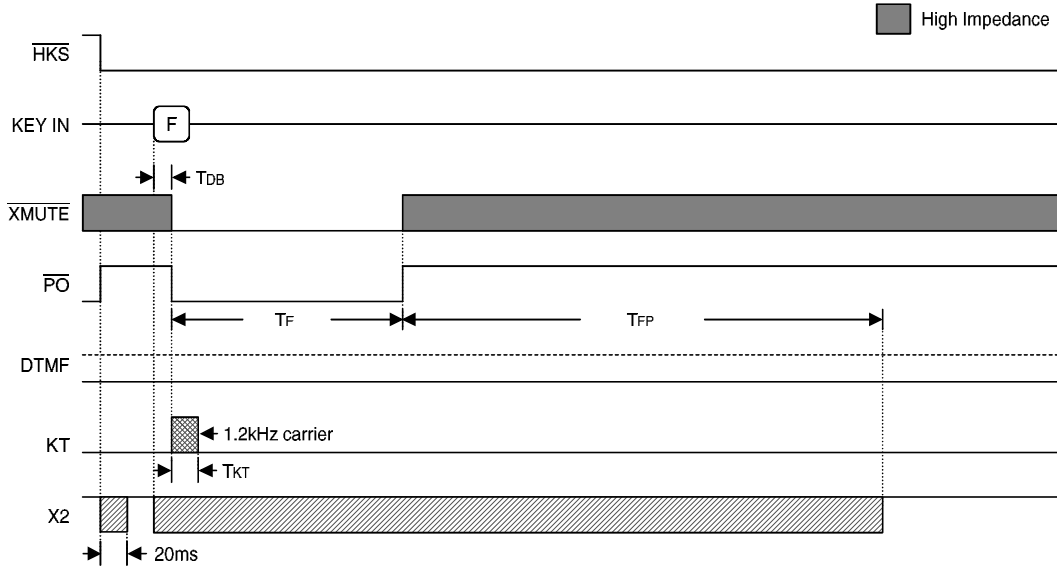 High Impedance
HKS
KEY IN
F
TDB
XMUTE
PO
TF
TFP
DTMF
1.2kHz carrier
KT
TKT
X2
20ms